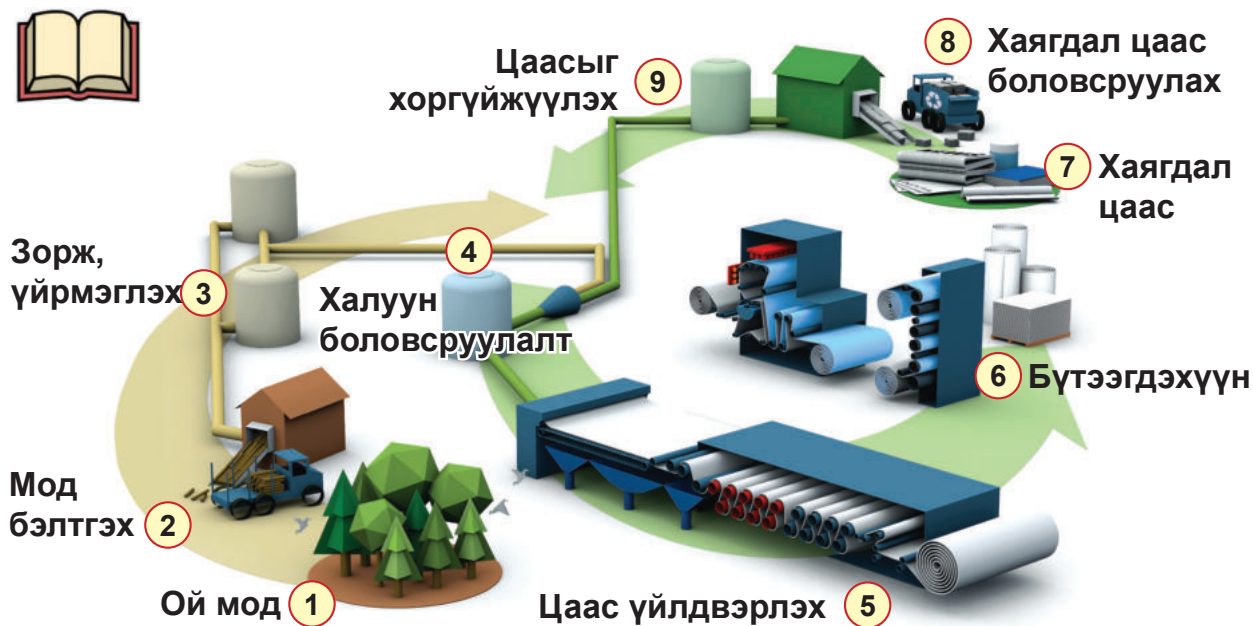 1
Ой мод
2
Мод
бэлтгэх
3
Зорж,
үйрмэглэх
4
Халуун
боловсруулалт
5
Цаас үйлдвэрлэх
6
Бүтээгдэхүүн
7
Хаягдал
цаас
8
Хаягдал цаас
боловсруулах
9
Цаасыг
хоргүйжүүлэх